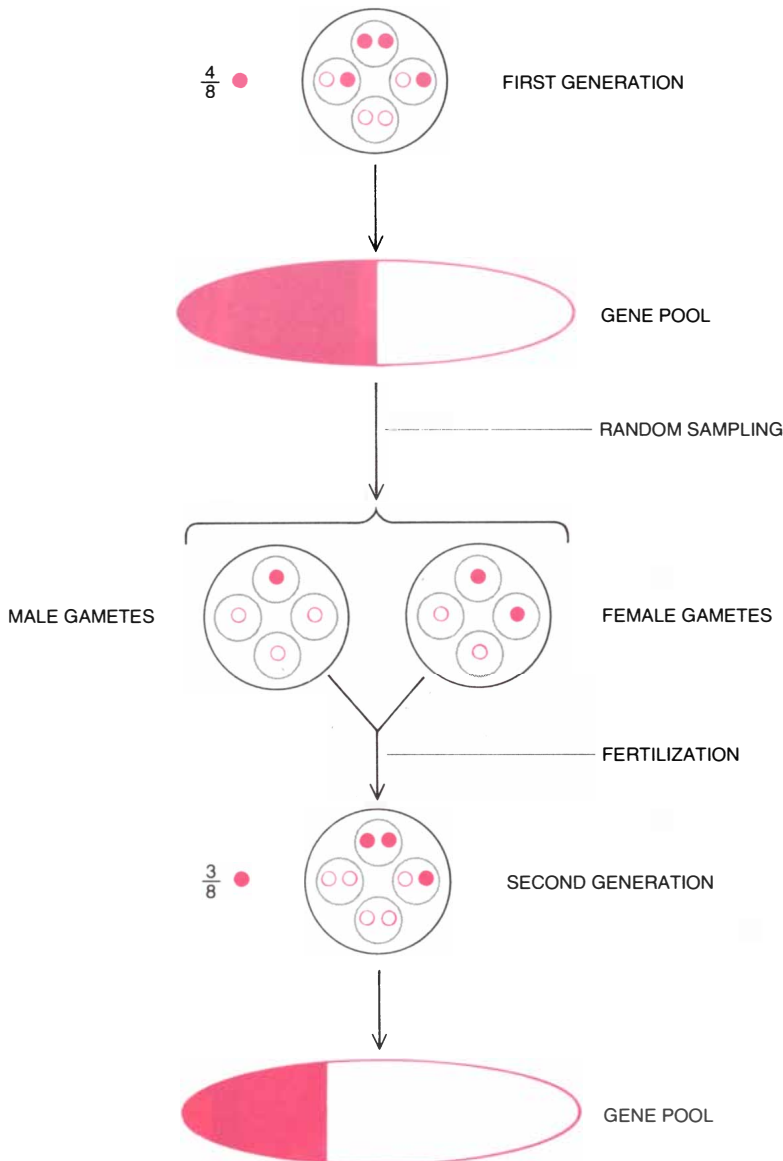 4/8
FIRST GENERATION
GENE POOL
RANDOM SAMPLING
MALE GAMETES
FEMALE GAMETES
FERTILIZATION
3/8
SECOND GENERATION
GENE POOL